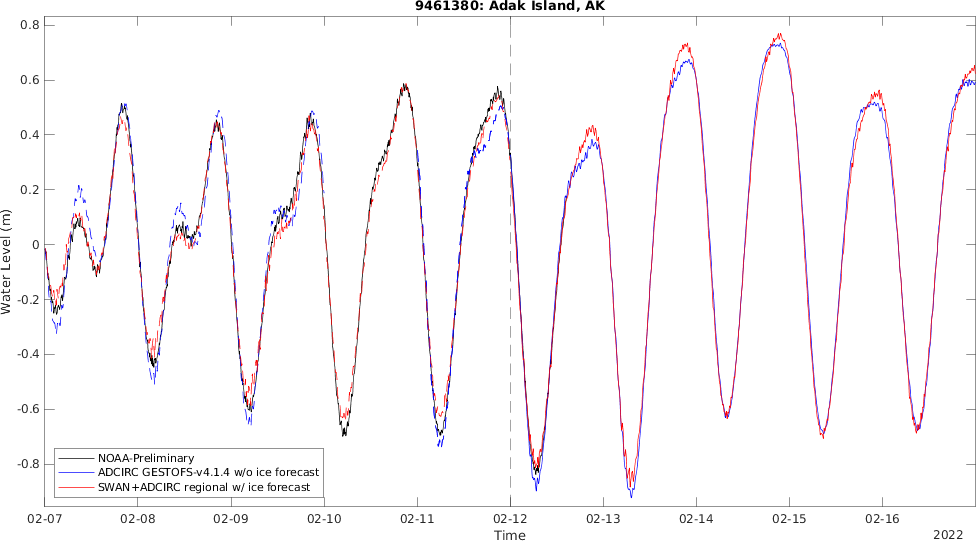 9461380: Adak Island, AK
0.8
0.6
0.4
0.2
0
-0.2
-0.4
-0.6
-0.8
Water Level (m)
NOAA-Preliminary
ADCIRC GESTOFS-v4.1.4 w/o ice forecast
SWAN+ADCIRC regional w/ ice forecast
02-07 02-08 02-09 02-10 02-11 02-12 02-13 02-14 02-15 02-16
Time
2022